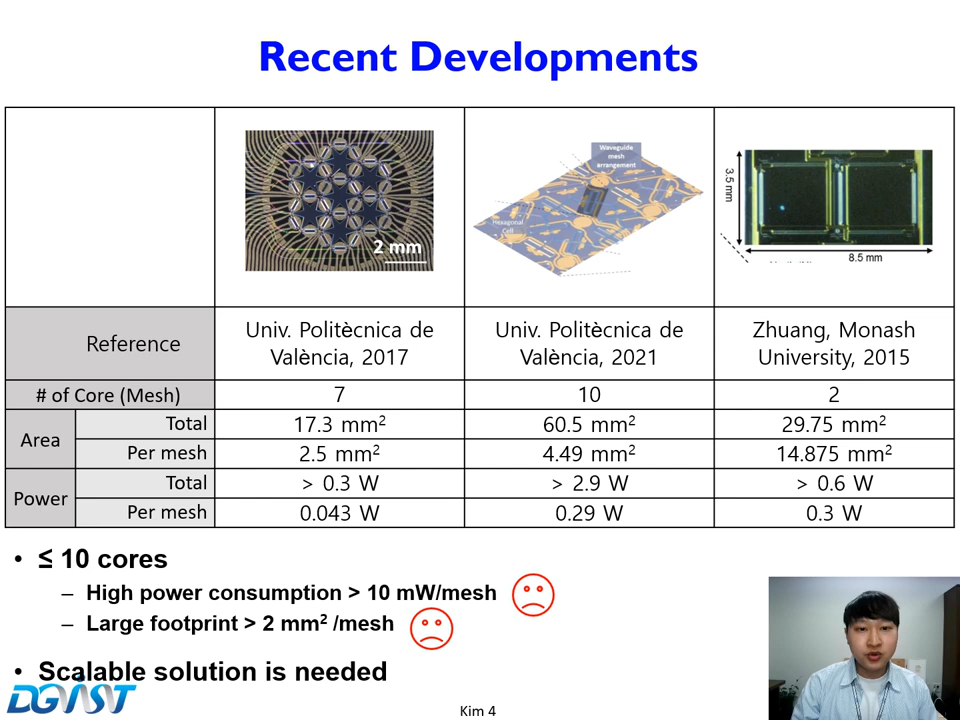 Recent Developments
2 mm
Waveguide
mesh
arrangement
Hexagonal
Cell
3.5 mm
8.5 mm
Reference
Univ. Politècnica de
València, 2017
Univ. Politècnica de
València, 2021
Zhuang, Monash
University, 2015
# of Core (Mesh) 7 10 2
Area
Total 17.3 mm² 60.5 mm² 29.75 mm²
Per mesh 2.5 mm² 4.49 mm² 14.875 mm²
Power
Total > 0.3 W > 2.9 W > 0.6 W
Per mesh 0.043 W 0.29 W 0.3 W
• ≤ 10 cores
– High power consumption > 10 mW/mesh
– Large footprint > 2 mm² /mesh
• Scalable solution is needed
DGIST
Kim 4